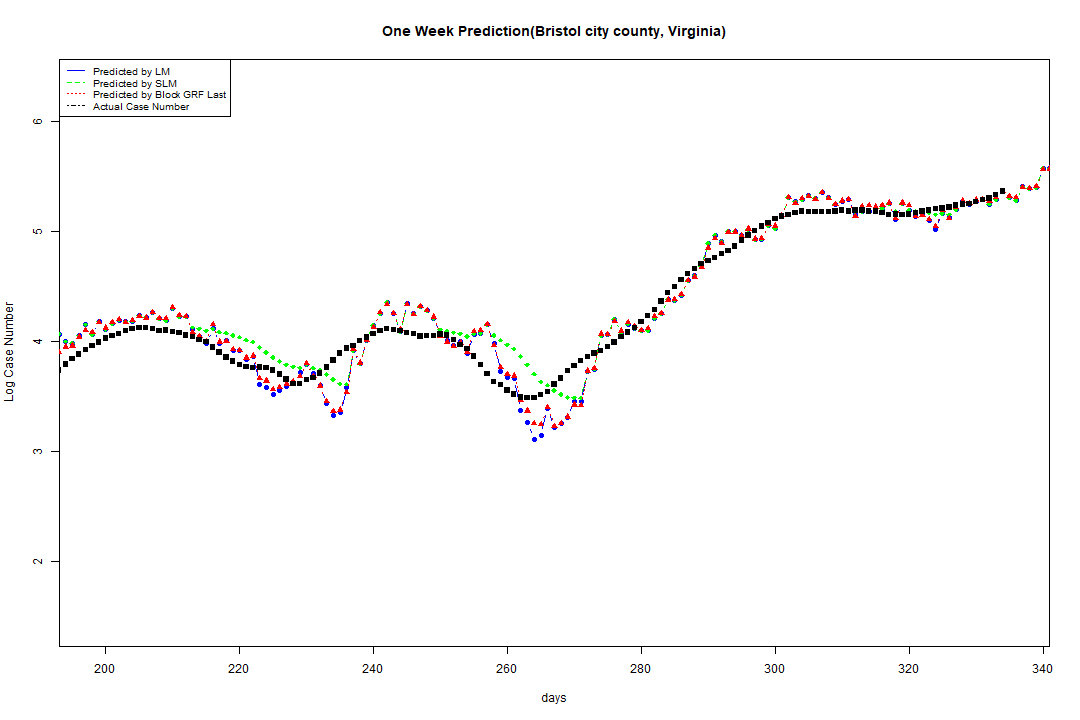 One Week Prediction(Bristol city county, Virginia)
Predicted by LM
Predicted by SLM
Predicted by Block GRF Last
Actual Case Number
6
5
4
3
2
Log Case Number
200 220 240 260 280 300 320 340
days